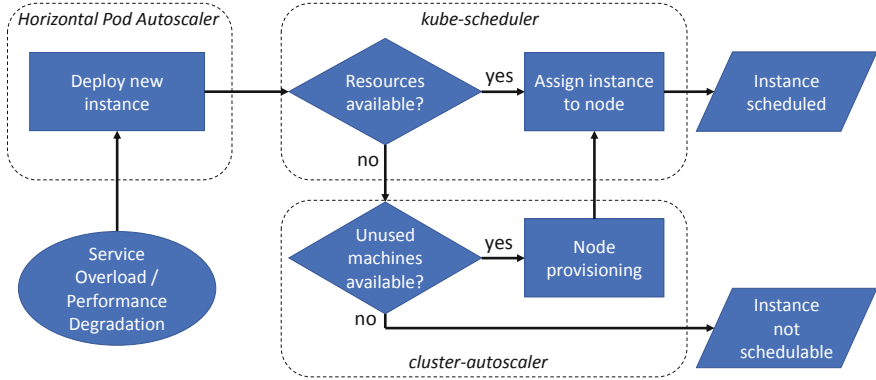 Horizontal Pod Autoscaler
kube-scheduler
Deploy new
instance
Resources
available?
yes
Assign instance
to node
Instance
scheduled
no
Service
Overload /
Performance
Degradation
Unused
machines
available?
yes
Node
provisioning
no
Instance
not
schedulable
cluster-autoscaler